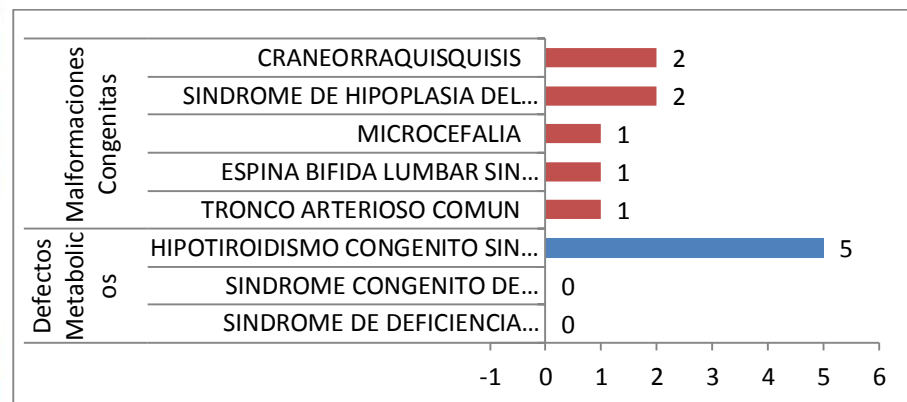 Malformaciones
Congenitas
CRANEORRAQUISQUISIS 2
SINDROME DE HIPOPLASIA DEL... 2
MICROCEFALIA 1
ESPINA BIFIDA LUMBAR SIN... 1
TRONCO ARTERIOSO COMUN 1
Defectos
Metabolic
os
HIPOTIROIDISMO CONGENITO SIN... 5
SINDROME CONGENITO DE... 0
SINDROME DE DEFICIENCIA... 0
-1 0 1 2 3 4 5 6